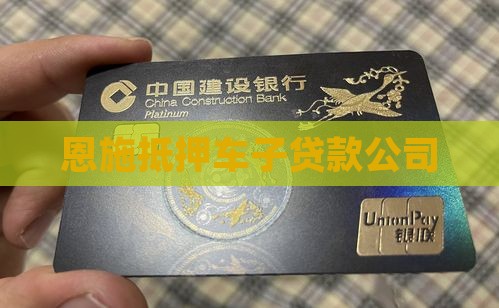 中国建设银行
China Construction Bank
Platinum
恩施抵押车子贷款公司
UnionPay
银联